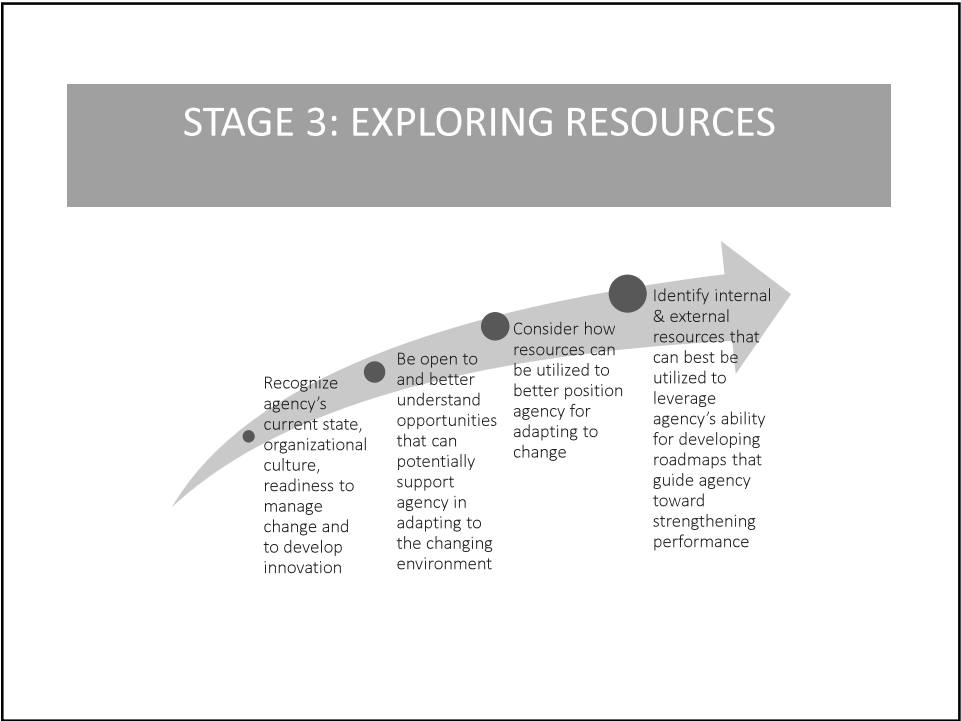 STAGE 3: EXPLORING RESOURCES
Recognize
agency's
current state,
organizational
culture,
readiness to
manage
change and
to develop
innovation
Be open to
and better
understand
opportunities
that can
potentially
support
agency in
adapting to
the changing
environment
Consider how
resources can
be utilized to
better position
agency for
adapting to
change
Identify internal
& external
resources that
can best be
utilized to
leverage
agency's ability
for developing
roadmaps that
guide agency
toward
strengthening
performance